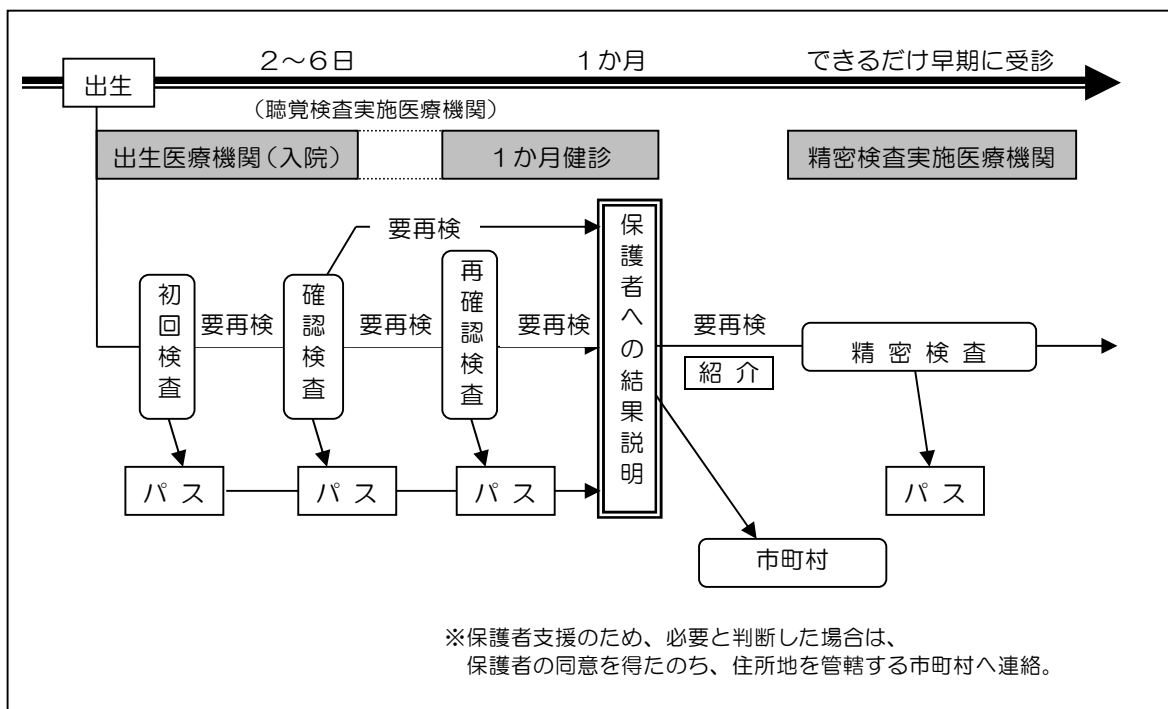 2～6日
1か月
できるだけ早期に受診
出生
（聴覚検査実施医療機関）
出生医療機関（入院）
1か月健診
精密検査実施医療機関
要再検
初回検査
要再検
確認検査
要再検
再確認検査
要再検
保護者への結果説明
要再検
紹 介
精 密 検 査
パ ス
パ ス
パ ス
パ ス
市町村
※保護者支援のため、必要と判断した場合は、
保護者の同意を得たのち、住所地を管轄する市町村へ連絡。